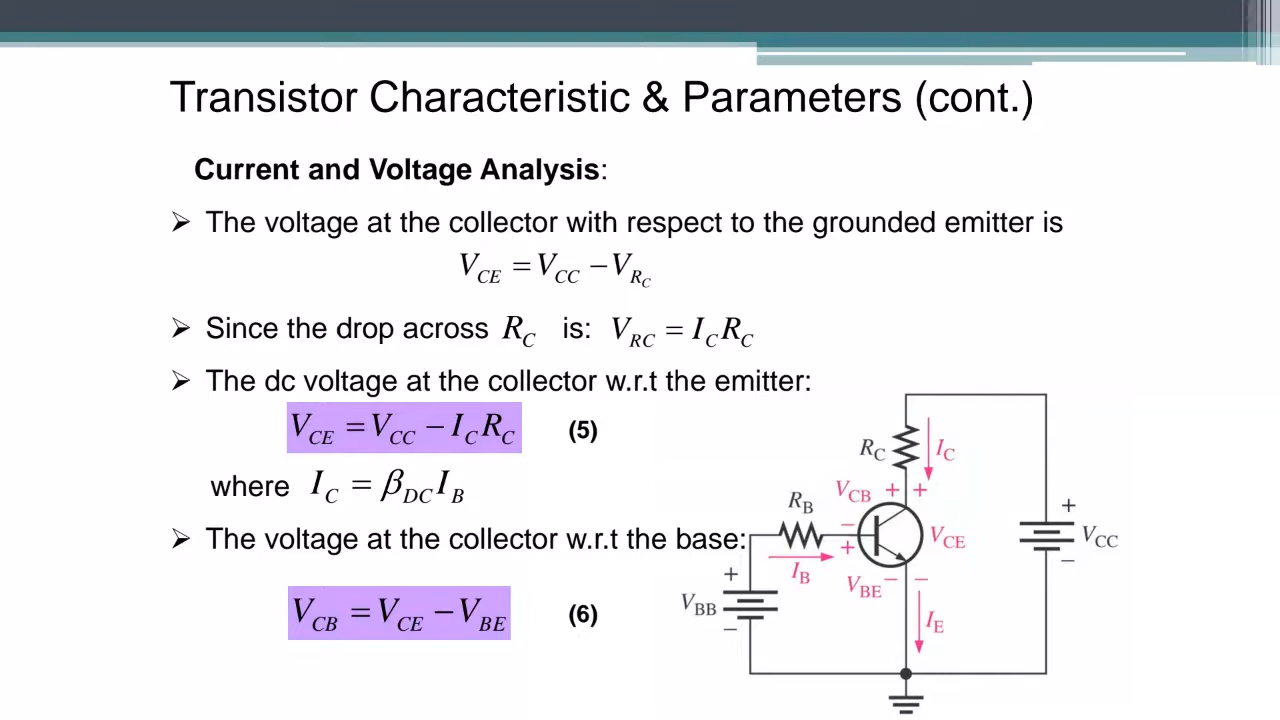 Transistor Characteristic & Parameters (cont.)
Current and Voltage Analysis:
➢ The voltage at the collector with respect to the grounded emitter is
V_CE = V_CC − V_R_C
➢ Since the drop across R_C is: V_RC = I_C R_C
➢ The dc voltage at the collector w.r.t the emitter:
V_CE = V_CC − I_C R_C (5)
where I_C = β_DC I_B
➢ The voltage at the collector w.r.t the base:
V_CB = V_CE − V_BE (6)
R_C
I_C
V_CB + +
R_B
−
+
V_CE
+
V_CC
−
I_B
V_BE − −
+
V_BB
−
I_E